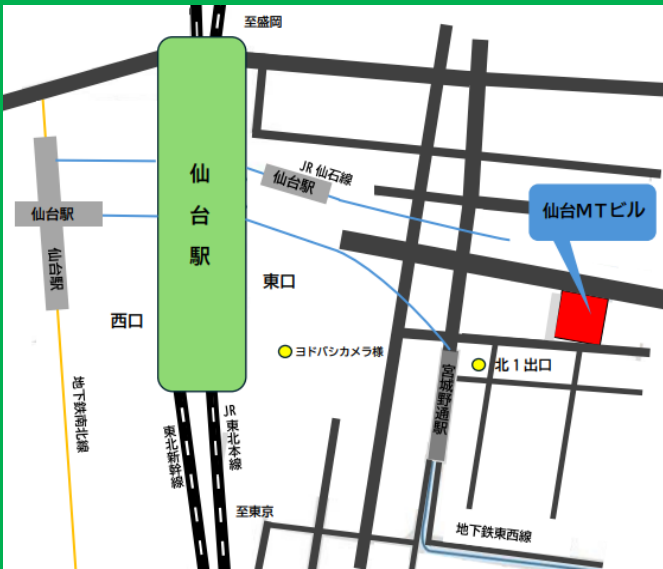 至盛岡
仙台駅
JR 仙石線
仙台駅
仙台MTビル
仙台駅
仙台駅
東口
西口
ヨドバシカメラ様
北1出口
宮城野通駅
地下鉄南北線
東北新幹線
JR 東北本線
至東京
地下鉄東西線